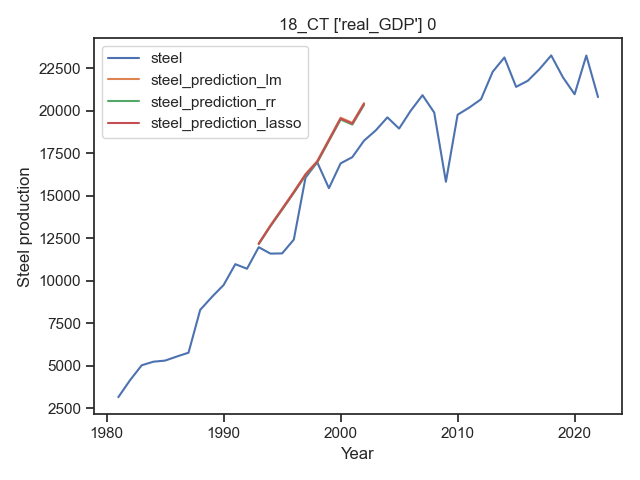 18_CT ['real_GDP'] 0
steel
steel_prediction_lm
steel_prediction_rr
steel_prediction_lasso
Steel production
22500
20000
17500
15000
12500
10000
7500
5000
2500
1980
1990
2000
2010
2020
Year